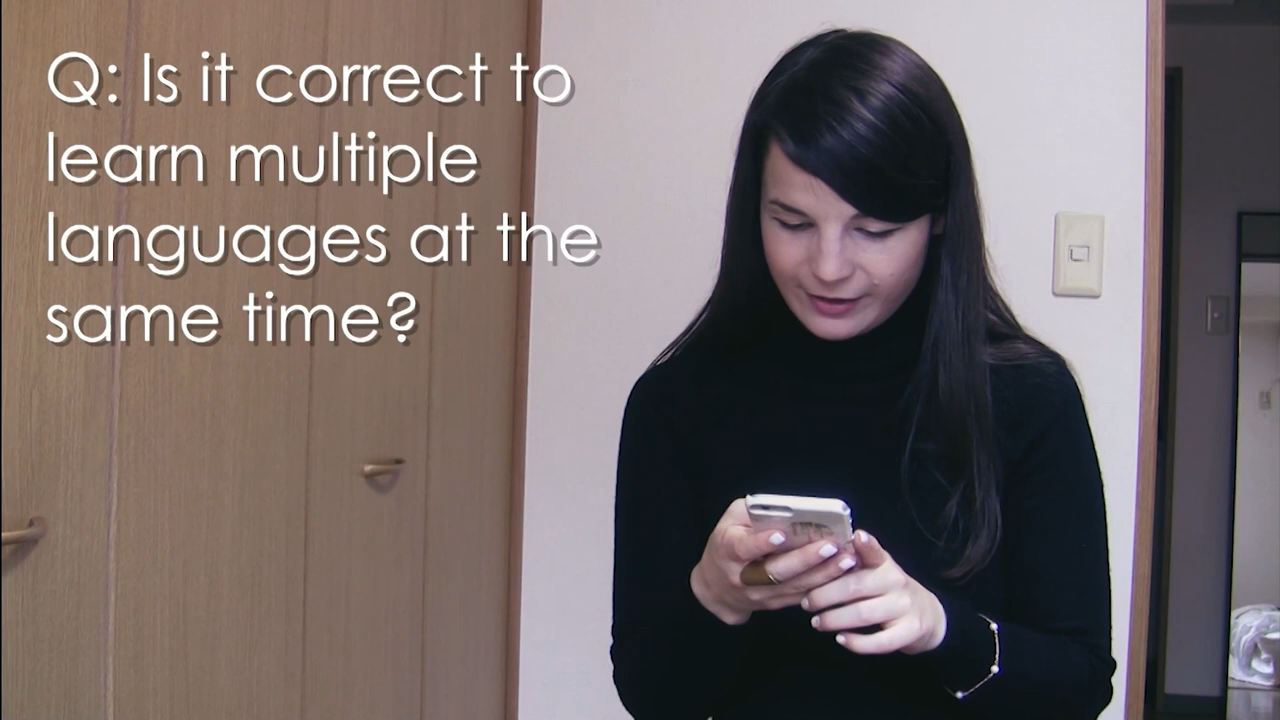 Q: Is it correct to
learn multiple
languages at the
same time?